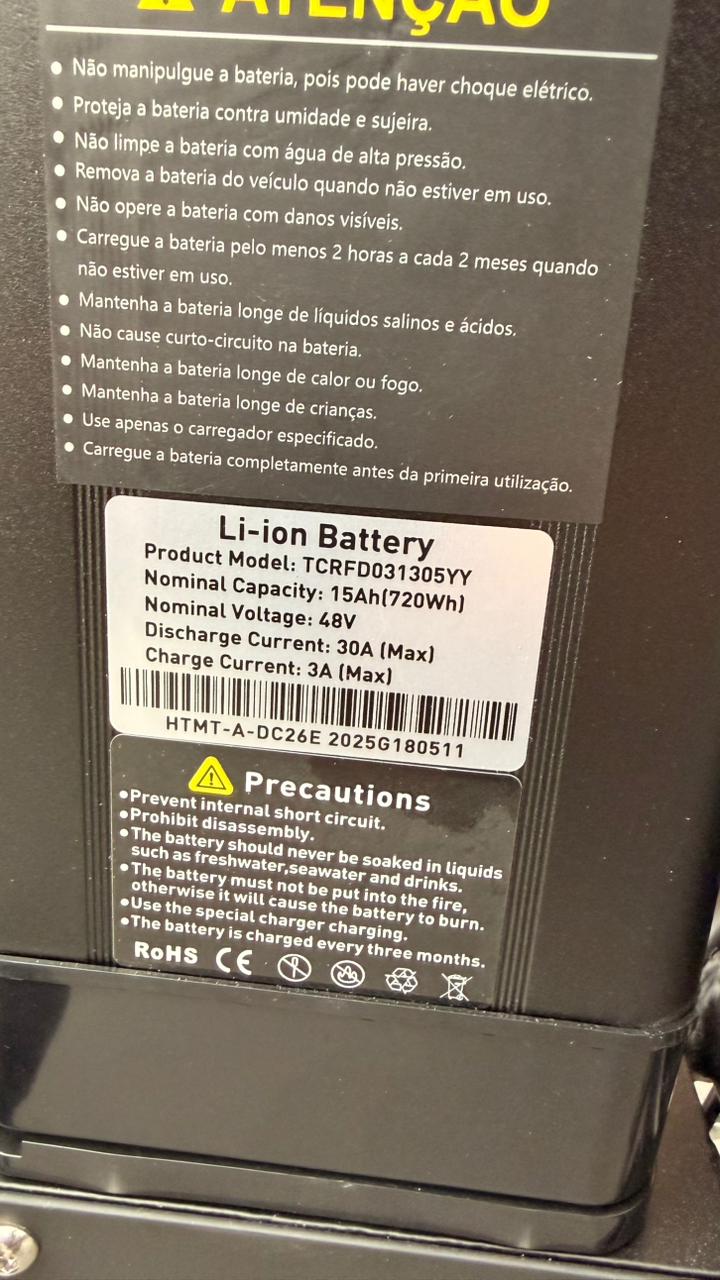 ATENÇÃO
● Não manipulgue a bateria, pois pode haver choque elétrico.
● Proteja a bateria contra umidade e sujeira.
● Não limpe a bateria com água de alta pressão.
● Remova a bateria do veículo quando não estiver em uso.
● Não opere a bateria com danos visíveis.
● Carregue a bateria pelo menos 2 horas a cada 2 meses quando
não estiver em uso.
● Mantenha a bateria longe de líquidos salinos e ácidos.
● Não cause curto-circuito na bateria.
● Mantenha a bateria longe de calor ou fogo.
● Mantenha a bateria longe de crianças.
● Use apenas o carregador especificado.
● Carregue a bateria completamente antes da primeira utilização.
Li-ion Battery
Product Model: TCRFD031305YY
Nominal Capacity: 15Ah(720Wh)
Nominal Voltage: 48V
Discharge Current: 30A (Max)
Charge Current: 3A (Max)
HTMT-A-DC26E 2025G180511
Precautions
●Prevent internal short circuit.
●Prohibit disassembly.
●The battery should never be soaked in liquids
such as freshwater,seawater and drinks.
●The battery must not be put into the fire,
otherwise it will cause the battery to burn.
●Use the special charger charging.
●The battery is charged every three months.
RoHS CE